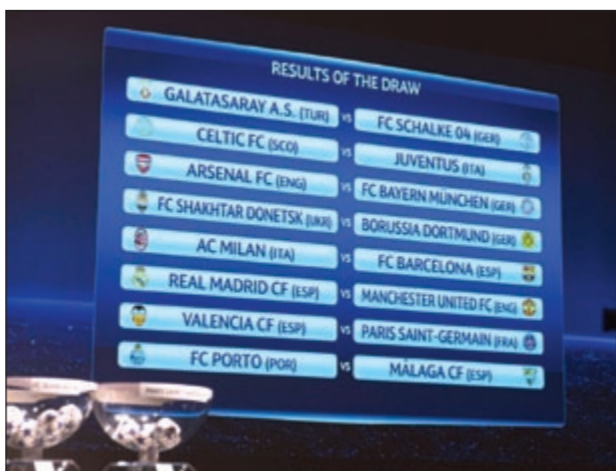 RESULTS OF THE DRAW
GALATASARAY A.S. (TUR) VS FC SCHALKE 04 (GER)
CELTIC FC (SCO) VS JUVENTUS (ITA)
ARSENAL FC (ENG) VS FC BAYERN MÜNCHEN (GER)
FC SHAKHTAR DONETSK (UKR) VS BORUSSIA DORTMUND (GER)
AC MILAN (ITA) VS FC BARCELONA (ESP)
REAL MADRID CF (ESP) VS MANCHESTER UNITED FC (ENG)
VALENCIA CF (ESP) VS PARIS SAINT-GERMAIN (FRA)
FC PORTO (POR) VS MÁLAGA CF (ESP)